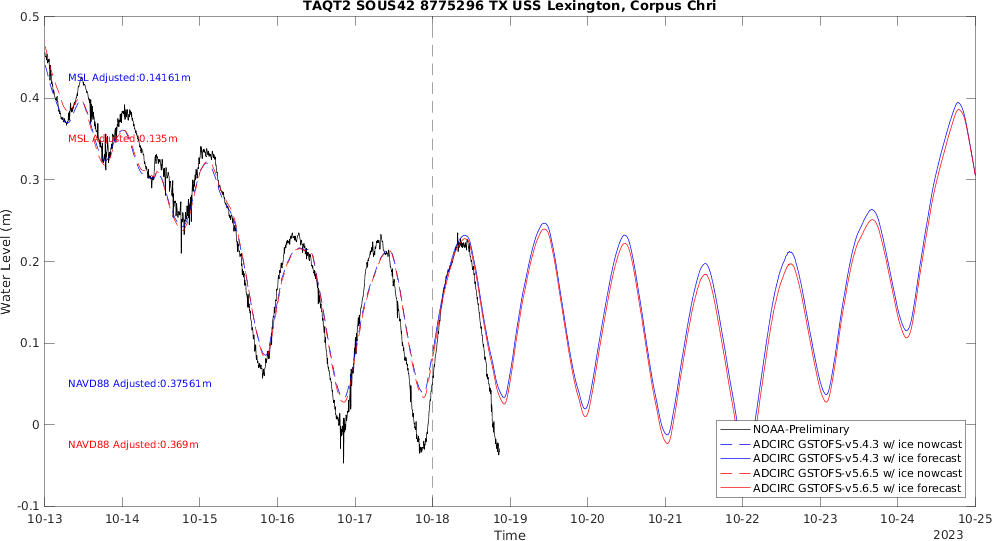 TAQT2 SOUS42 8775296 TX USS Lexington, Corpus Chri
0.5
0.4
0.3
0.2
0.1
0
-0.1
Water Level (m)
MSL Adjusted:0.14161m
MSL Adjusted:0.135m
NAVD88 Adjusted:0.37561m
NAVD88 Adjusted:0.369m
NOAA-Preliminary
ADCIRC GSTOFS-v5.4.3 w/ ice nowcast
ADCIRC GSTOFS-v5.4.3 w/ ice forecast
ADCIRC GSTOFS-v5.6.5 w/ ice nowcast
ADCIRC GSTOFS-v5.6.5 w/ ice forecast
10-13 10-14 10-15 10-16 10-17 10-18 10-19 10-20 10-21 10-22 10-23 10-24 10-25
Time
2023